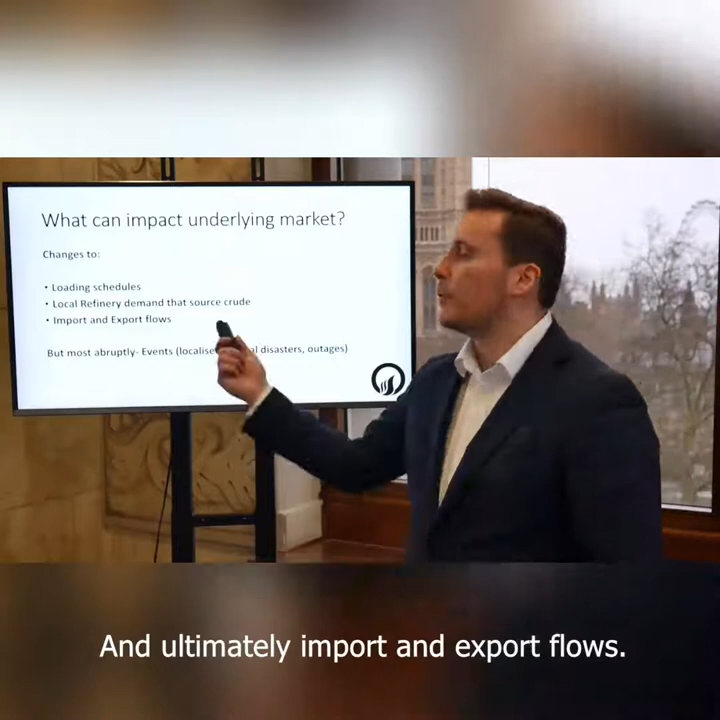 What can impact underlying market?
Changes to:
• Loading schedules
• Local Refinery demand that source crude
• Import and Export flows
But most abruptly- Events (localise disasters, outages)
And ultimately import and export flows.